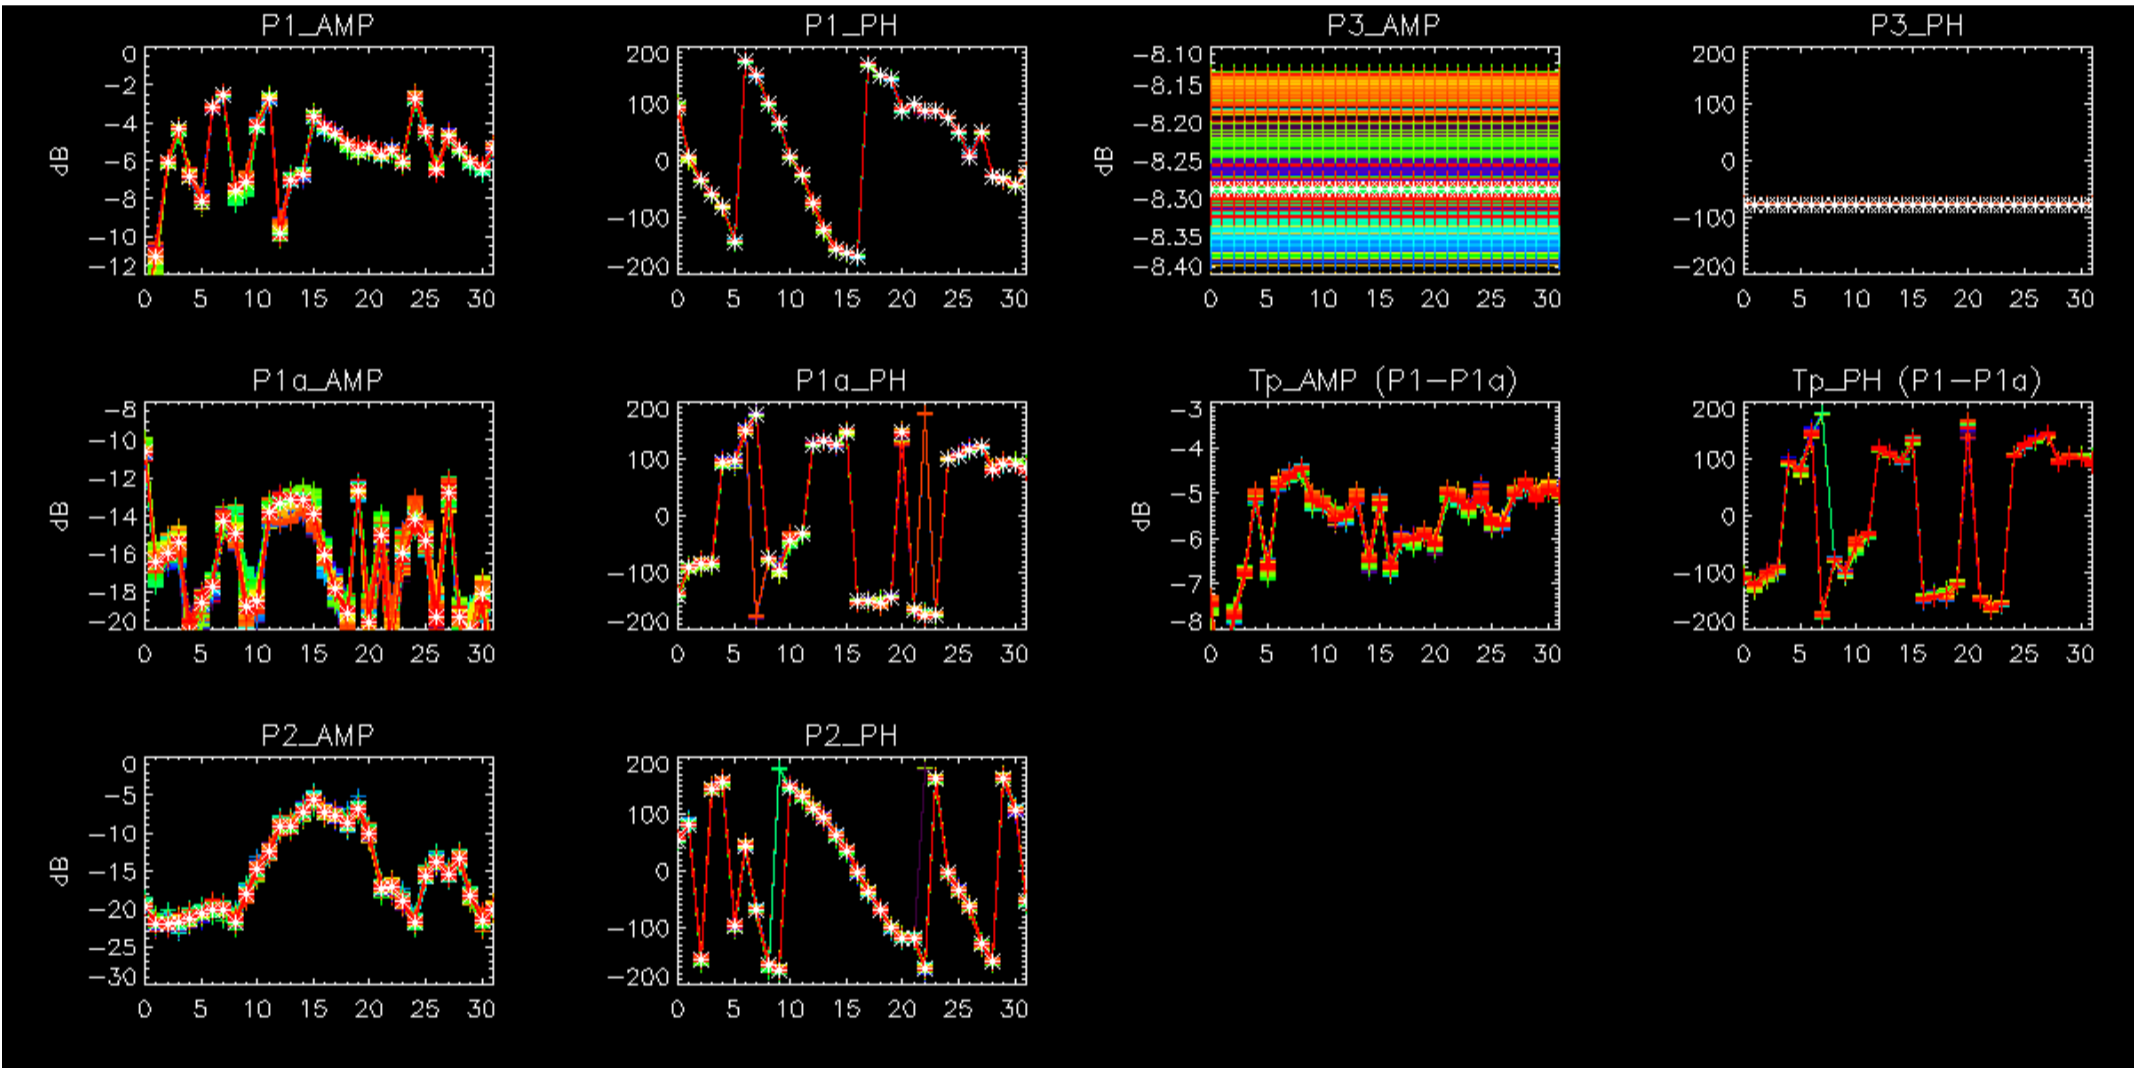 P1_AMP
0
−2
−4
−6
−8
−10
−12
dB
0 5 10 15 20 25 30
P1_PH
200
100
0
−100
−200
0 5 10 15 20 25 30
P3_AMP
−8.10
−8.15
−8.20
−8.25
−8.30
−8.35
−8.40
dB
0 5 10 15 20 25 30
P3_PH
200
100
0
−100
−200
0 5 10 15 20 25 30
P1a_AMP
−8
−10
−12
−14
−16
−18
−20
dB
0 5 10 15 20 25 30
P1a_PH
200
100
0
−100
−200
0 5 10 15 20 25 30
Tp_AMP (P1−P1a)
−3
−4
−5
−6
−7
−8
dB
0 5 10 15 20 25 30
Tp_PH (P1−P1a)
200
100
0
−100
−200
0 5 10 15 20 25 30
P2_AMP
0
−5
−10
−15
−20
−25
−30
dB
0 5 10 15 20 25 30
P2_PH
200
100
0
−100
−200
0 5 10 15 20 25 30